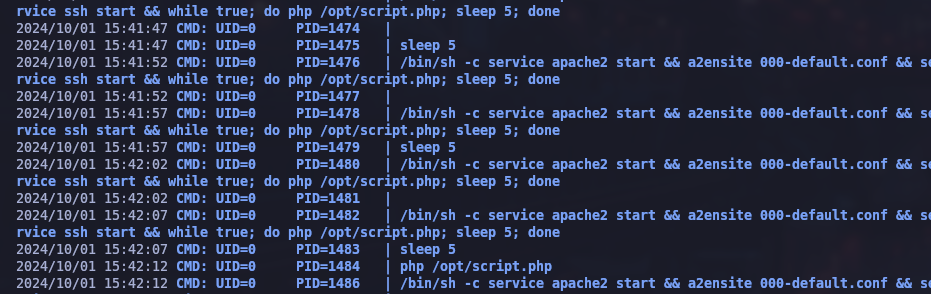 rvice ssh start && while true; do php /opt/script.php; sleep 5; done
2024/10/01 15:41:47 CMD: UID=0     PID=1474   |
2024/10/01 15:41:47 CMD: UID=0     PID=1475   | sleep 5
2024/10/01 15:41:52 CMD: UID=0     PID=1476   | /bin/sh -c service apache2 start && a2ensite 000-default.conf && se
rvice ssh start && while true; do php /opt/script.php; sleep 5; done
2024/10/01 15:41:52 CMD: UID=0     PID=1477   |
2024/10/01 15:41:57 CMD: UID=0     PID=1478   | /bin/sh -c service apache2 start && a2ensite 000-default.conf && se
rvice ssh start && while true; do php /opt/script.php; sleep 5; done
2024/10/01 15:41:57 CMD: UID=0     PID=1479   | sleep 5
2024/10/01 15:42:02 CMD: UID=0     PID=1480   | /bin/sh -c service apache2 start && a2ensite 000-default.conf && se
rvice ssh start && while true; do php /opt/script.php; sleep 5; done
2024/10/01 15:42:02 CMD: UID=0     PID=1481   |
2024/10/01 15:42:07 CMD: UID=0     PID=1482   | /bin/sh -c service apache2 start && a2ensite 000-default.conf && se
rvice ssh start && while true; do php /opt/script.php; sleep 5; done
2024/10/01 15:42:07 CMD: UID=0     PID=1483   | sleep 5
2024/10/01 15:42:12 CMD: UID=0     PID=1484   | php /opt/script.php
2024/10/01 15:42:12 CMD: UID=0     PID=1486   | /bin/sh -c service apache2 start && a2ensite 000-default.conf && se